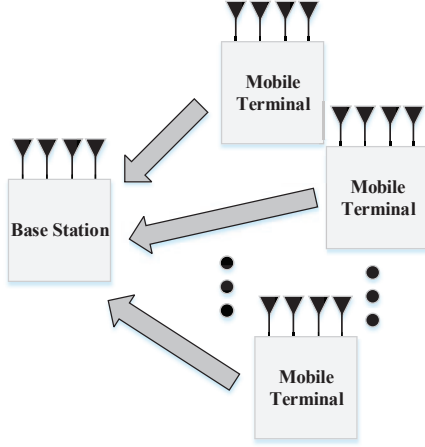 Mobile
Terminal
Mobile
Terminal
Base Station
Mobile
Terminal